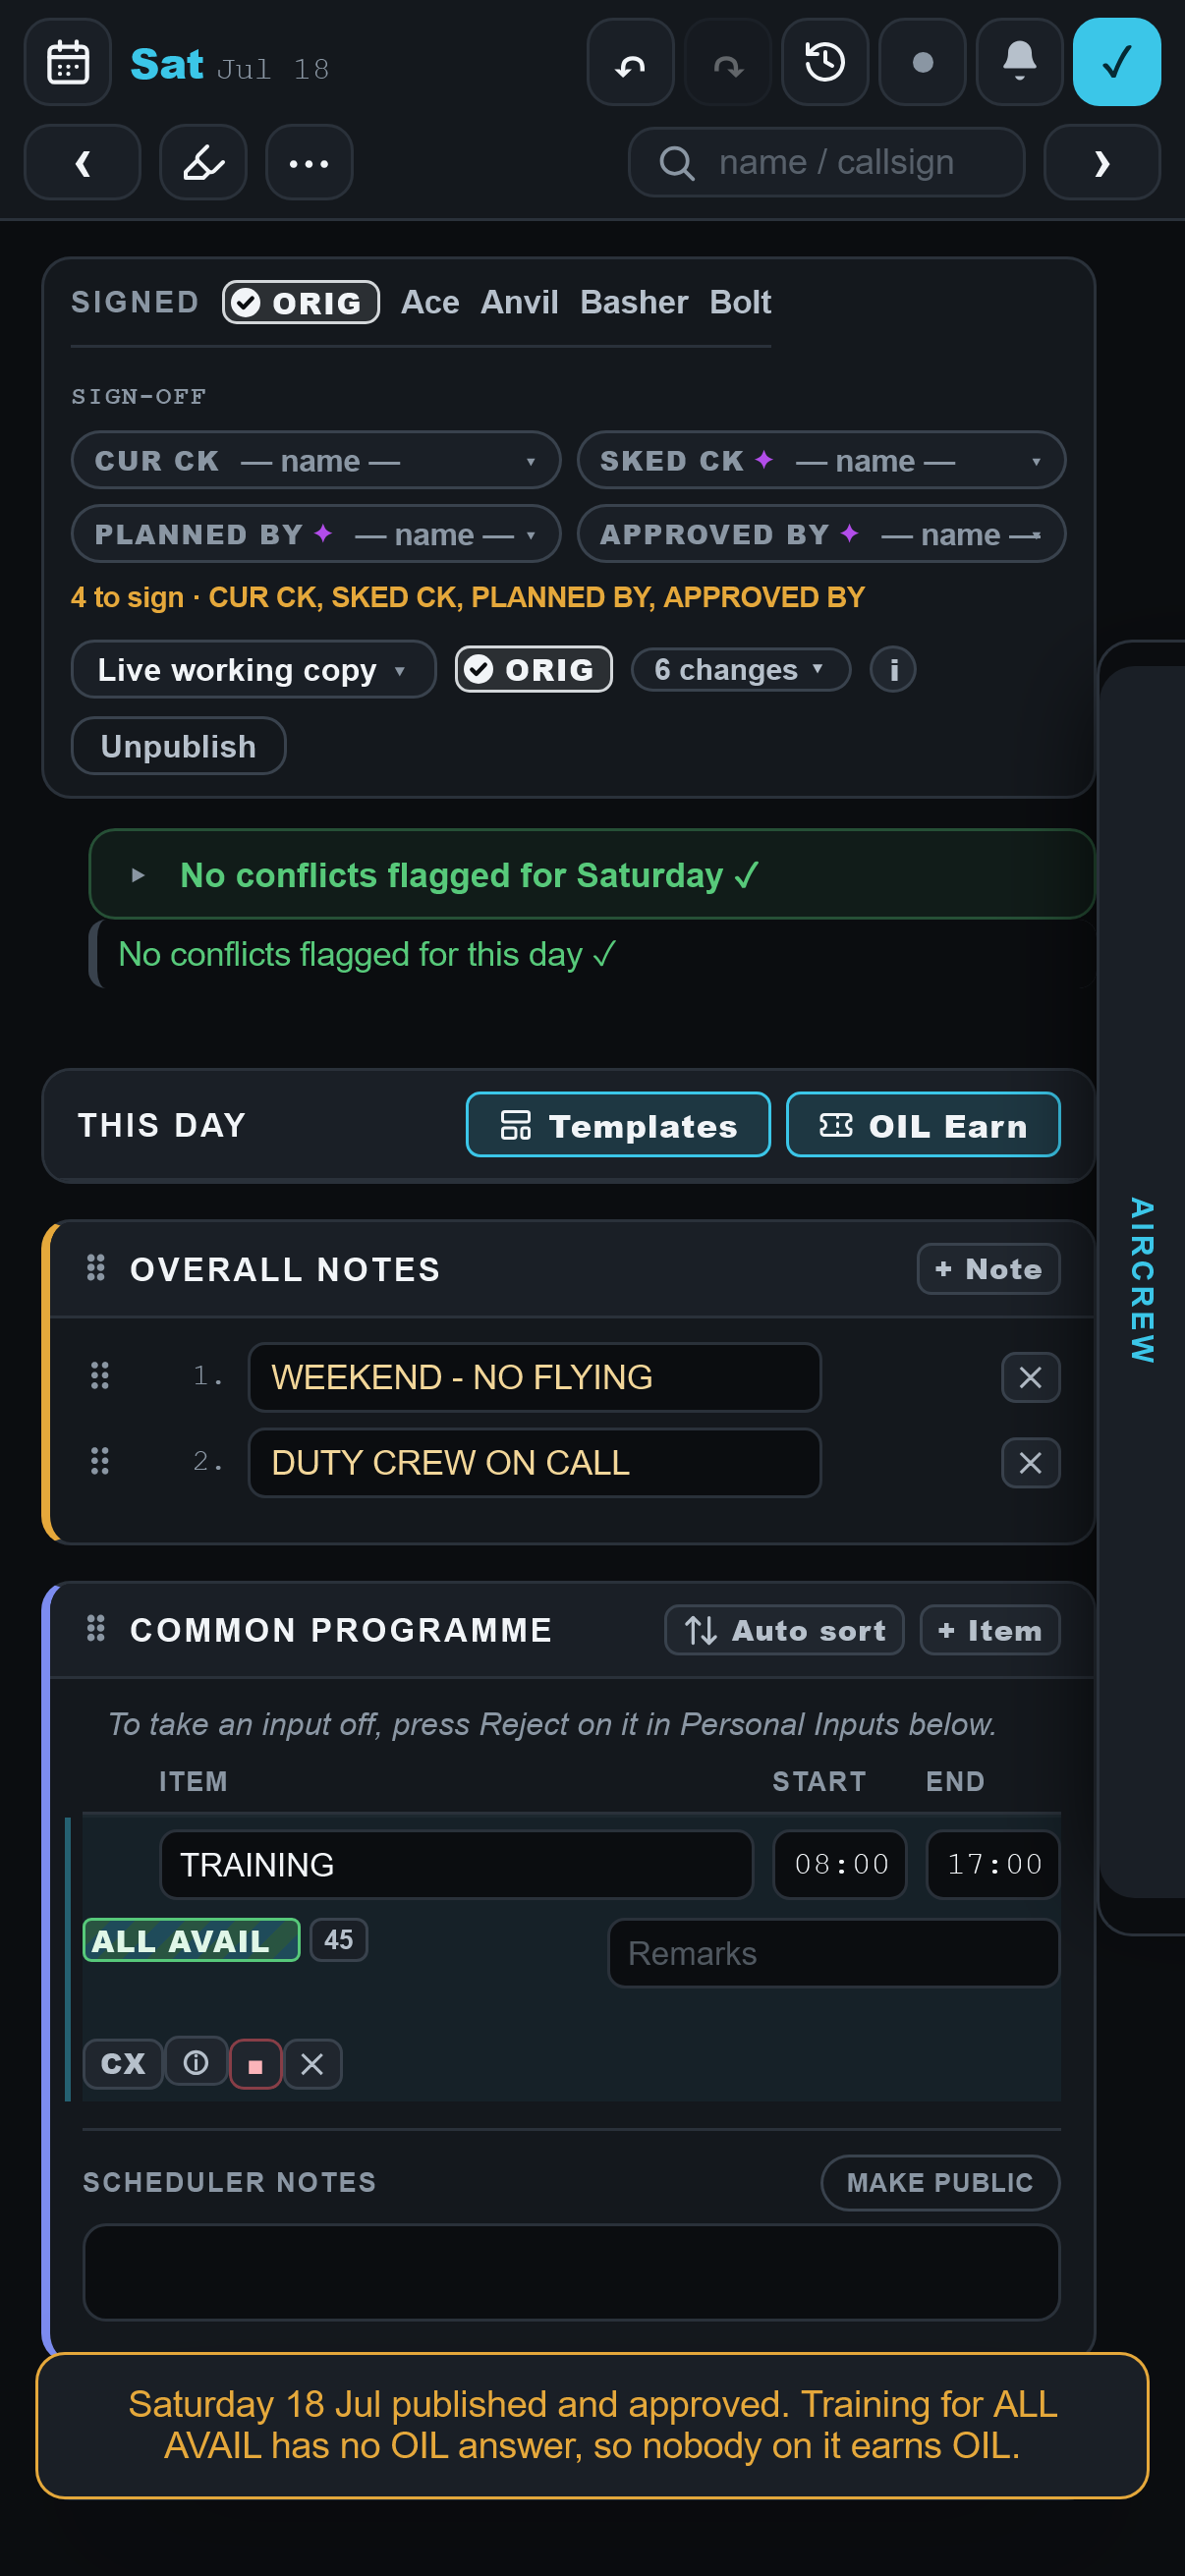 Sat Jul 18
name / callsign
SIGNED ORIG Ace Anvil Basher Bolt
SIGN-OFF
CUR CK — name —
SKED CK — name —
PLANNED BY — name —
APPROVED BY — name —
4 to sign · CUR CK, SKED CK, PLANNED BY, APPROVED BY
Live working copy ORIG 6 changes i
Unpublish
No conflicts flagged for Saturday ✓
No conflicts flagged for this day ✓
THIS DAY Templates OIL Earn
AIRCREW
OVERALL NOTES + Note
1. WEEKEND - NO FLYING
2. DUTY CREW ON CALL
COMMON PROGRAMME Auto sort + Item
To take an input off, press Reject on it in Personal Inputs below.
ITEM START END
TRAINING 08:00 17:00
ALL AVAIL 45 Remarks
CX
SCHEDULER NOTES MAKE PUBLIC
Saturday 18 Jul published and approved. Training for ALL
AVAIL has no OIL answer, so nobody on it earns OIL.